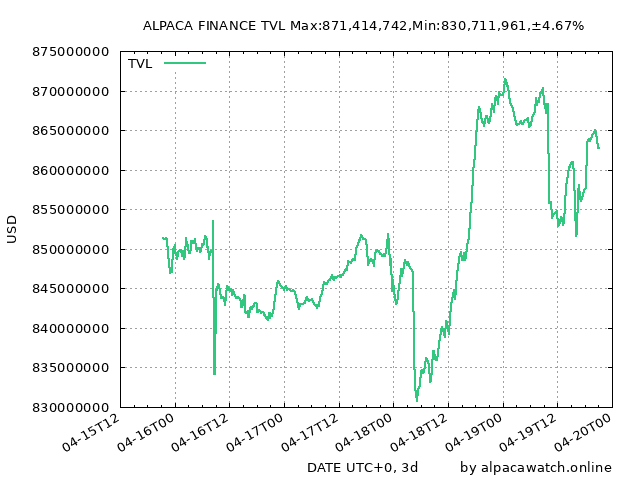 ALPACA FINANCE TVL Max:871,414,742,Min:830,711,961,±4.67%
TVL
875000000
870000000
865000000
860000000
855000000
850000000
845000000
840000000
835000000
830000000
USD
04-15T12
04-16T00
04-16T12
04-17T00
04-17T12
04-18T00
04-18T12
04-19T00
04-19T12
04-20T00
DATE UTC+0, 3d
by alpacawatch.online